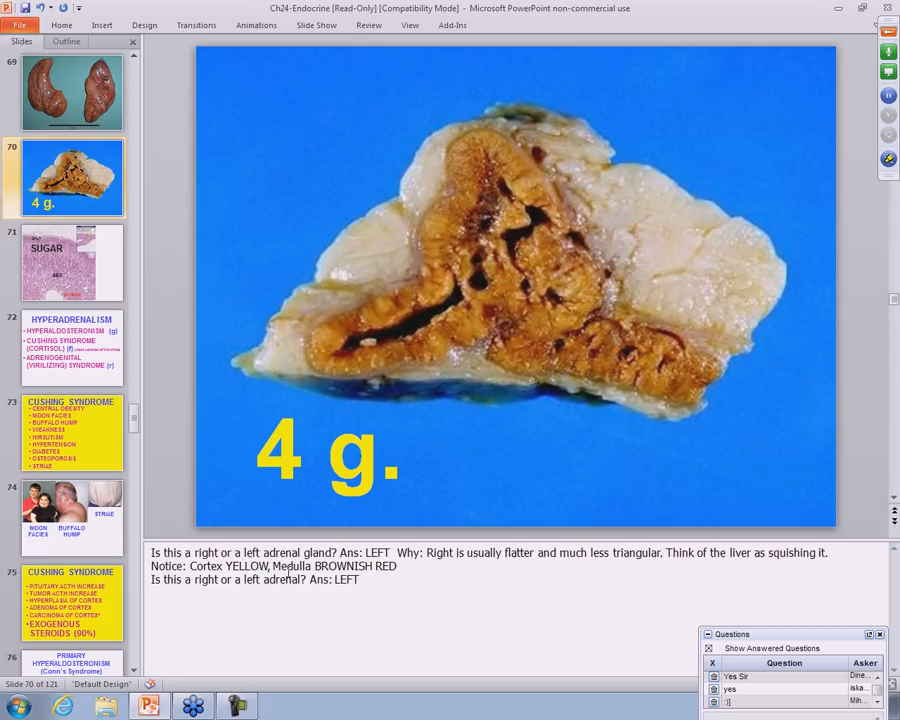 Ch24-Endocrine [Read-Only] [Compatibility Mode] - Microsoft PowerPoint non-commercial use
File Home Insert Design Transitions Animations Slide Show Review View Add-Ins
Slides Outline
69
70
4 g.
71
SUGAR
SEX
72
HYPERADRENALISM
• HYPERALDOSTERONISM (g)
• CUSHING SYNDROME
(CORTISOL) (f)
• ADRENOGENITAL
(VIRILIZING) SYNDROME (r)
73
CUSHING SYNDROME
• CENTRAL OBESITY
• MOON FACIES
• BUFFALO HUMP
• WEAKNESS
• HIRSUTISM
• HYPERTENSION
• DIABETES
• OSTEOPOROSIS
• STRIAE
74
MOON
FACIES
BUFFALO
HUMP
STRIAE
75
CUSHING SYNDROME
• PITUITARY ACTH INCREASE
• TUMOR ACTH INCREASE
• HYPERPLASIA OF CORTEX
• ADENOMA OF CORTEX
• CARCINOMA OF CORTEX*
• EXOGENOUS
STEROIDS (90%)
76
PRIMARY
HYPERALDOSTERONISM
(Conn's Syndrome)
4 g.
Is this a right or a left adrenal gland? Ans: LEFT  Why: Right is usually flatter and much less triangular. Think of the liver as squishing it.
Notice: Cortex YELLOW, Medulla BROWNISH RED
Is this a right or a left adrenal? Ans: LEFT
Questions
Show Answered Questions
X Question Asker
Yes Sir Dine...
yes iska...
:)] Mih...
Slide 70 of 121 "Default Design"